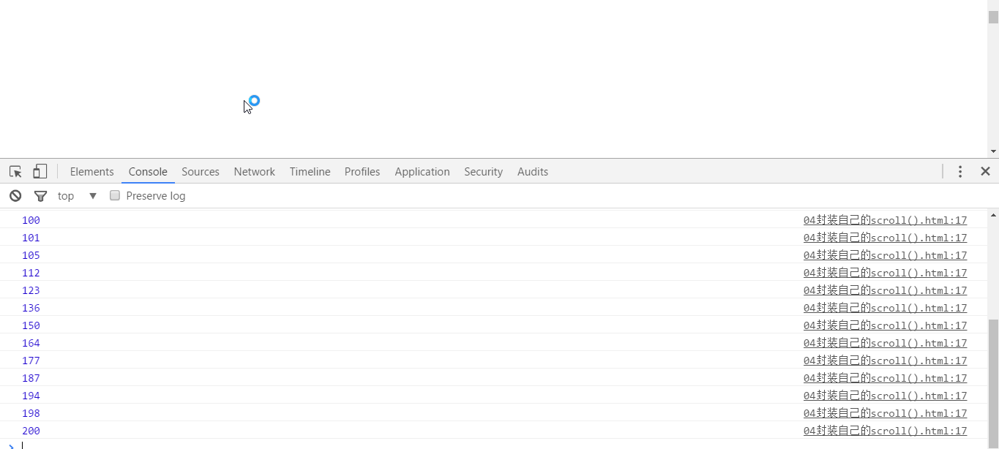 Elements Console Sources Network Timeline Profiles Application Security Audits
top Preserve log
100 04封装自己的scroll().html:17
101 04封装自己的scroll().html:17
105 04封装自己的scroll().html:17
112 04封装自己的scroll().html:17
123 04封装自己的scroll().html:17
136 04封装自己的scroll().html:17
150 04封装自己的scroll().html:17
164 04封装自己的scroll().html:17
177 04封装自己的scroll().html:17
187 04封装自己的scroll().html:17
194 04封装自己的scroll().html:17
198 04封装自己的scroll().html:17
200 04封装自己的scroll().html:17